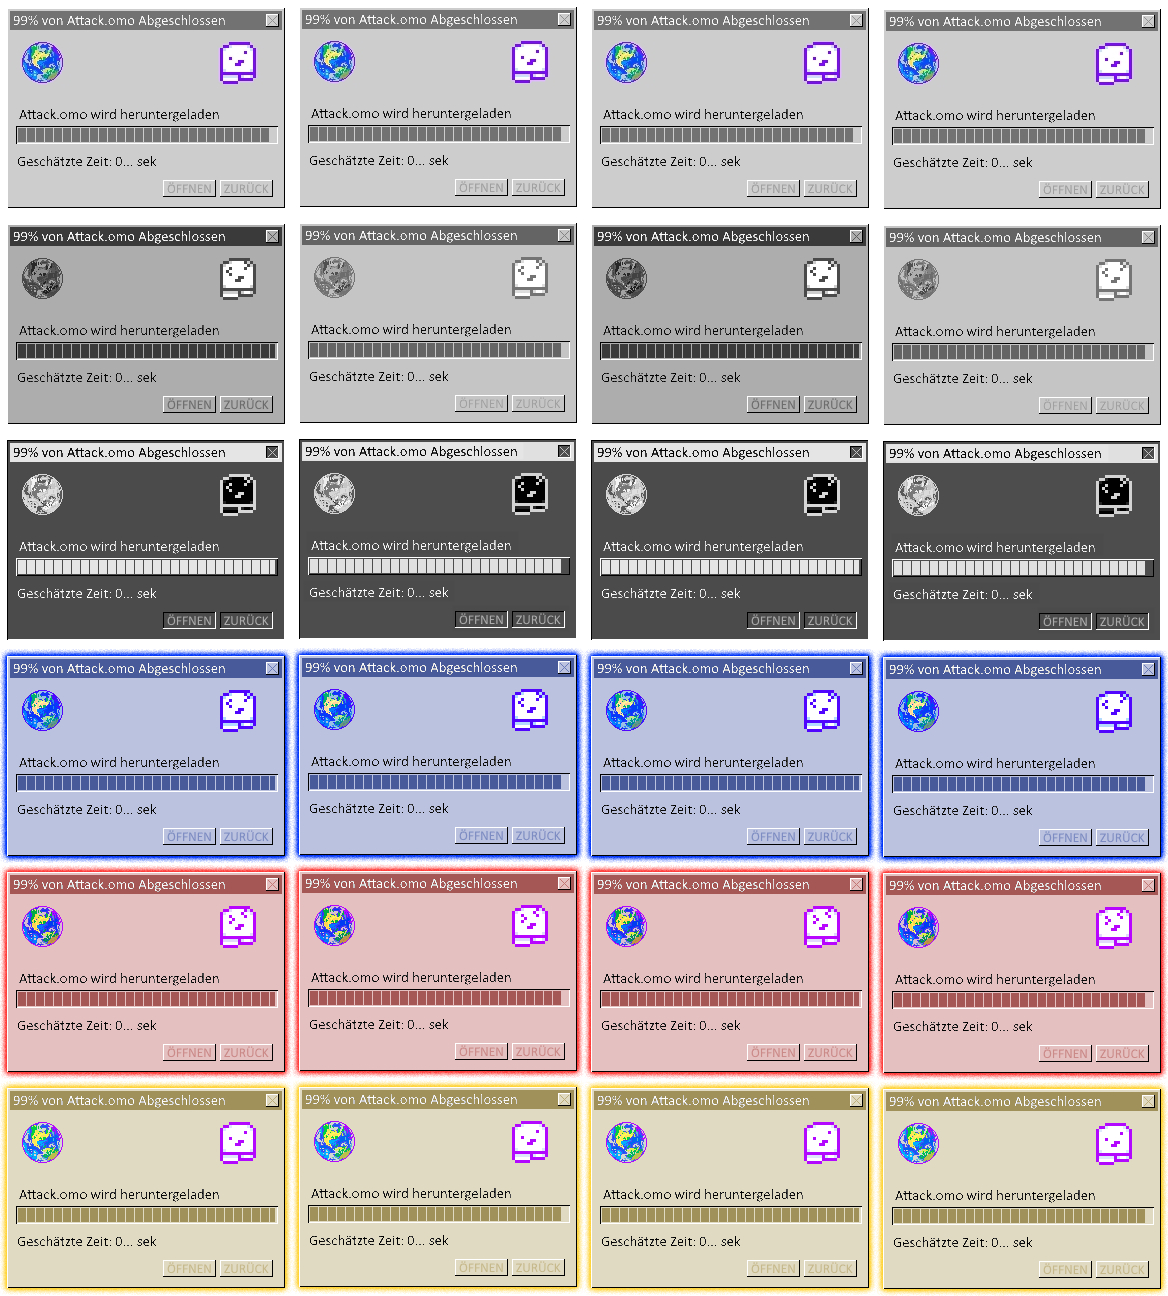 99% von Attack.omo Abgeschlossen
Attack.omo wird heruntergeladen
Geschätzte Zeit: 0... sek
ÖFFNEN ZURÜCK
99% von Attack.omo Abgeschlossen
Attack.omo wird heruntergeladen
Geschätzte Zeit: 0... sek
ÖFFNEN ZURÜCK
99% von Attack.omo Abgeschlossen
Attack.omo wird heruntergeladen
Geschätzte Zeit: 0... sek
ÖFFNEN ZURÜCK
99% von Attack.omo Abgeschlossen
Attack.omo wird heruntergeladen
Geschätzte Zeit: 0... sek
ÖFFNEN ZURÜCK
99% von Attack.omo Abgeschlossen
Attack.omo wird heruntergeladen
Geschätzte Zeit: 0... sek
ÖFFNEN ZURÜCK
99% von Attack.omo Abgeschlossen
Attack.omo wird heruntergeladen
Geschätzte Zeit: 0... sek
ÖFFNEN ZURÜCK
99% von Attack.omo Abgeschlossen
Attack.omo wird heruntergeladen
Geschätzte Zeit: 0... sek
ÖFFNEN ZURÜCK
99% von Attack.omo Abgeschlossen
Attack.omo wird heruntergeladen
Geschätzte Zeit: 0... sek
ÖFFNEN ZURÜCK
99% von Attack.omo Abgeschlossen
Attack.omo wird heruntergeladen
Geschätzte Zeit: 0... sek
ÖFFNEN ZURÜCK
99% von Attack.omo Abgeschlossen
Attack.omo wird heruntergeladen
Geschätzte Zeit: 0... sek
ÖFFNEN ZURÜCK
99% von Attack.omo Abgeschlossen
Attack.omo wird heruntergeladen
Geschätzte Zeit: 0... sek
ÖFFNEN ZURÜCK
99% von Attack.omo Abgeschlossen
Attack.omo wird heruntergeladen
Geschätzte Zeit: 0... sek
ÖFFNEN ZURÜCK
99% von Attack.omo Abgeschlossen
Attack.omo wird heruntergeladen
Geschätzte Zeit: 0... sek
ÖFFNEN ZURÜCK
99% von Attack.omo Abgeschlossen
Attack.omo wird heruntergeladen
Geschätzte Zeit: 0... sek
ÖFFNEN ZURÜCK
99% von Attack.omo Abgeschlossen
Attack.omo wird heruntergeladen
Geschätzte Zeit: 0... sek
ÖFFNEN ZURÜCK
99% von Attack.omo Abgeschlossen
Attack.omo wird heruntergeladen
Geschätzte Zeit: 0... sek
ÖFFNEN ZURÜCK
99% von Attack.omo Abgeschlossen
Attack.omo wird heruntergeladen
Geschätzte Zeit: 0... sek
ÖFFNEN ZURÜCK
99% von Attack.omo Abgeschlossen
Attack.omo wird heruntergeladen
Geschätzte Zeit: 0... sek
ÖFFNEN ZURÜCK
99% von Attack.omo Abgeschlossen
Attack.omo wird heruntergeladen
Geschätzte Zeit: 0... sek
ÖFFNEN ZURÜCK
99% von Attack.omo Abgeschlossen
Attack.omo wird heruntergeladen
Geschätzte Zeit: 0... sek
ÖFFNEN ZURÜCK
99% von Attack.omo Abgeschlossen
Attack.omo wird heruntergeladen
Geschätzte Zeit: 0... sek
ÖFFNEN ZURÜCK
99% von Attack.omo Abgeschlossen
Attack.omo wird heruntergeladen
Geschätzte Zeit: 0... sek
ÖFFNEN ZURÜCK
99% von Attack.omo Abgeschlossen
Attack.omo wird heruntergeladen
Geschätzte Zeit: 0... sek
ÖFFNEN ZURÜCK
99% von Attack.omo Abgeschlossen
Attack.omo wird heruntergeladen
Geschätzte Zeit: 0... sek
ÖFFNEN ZURÜCK